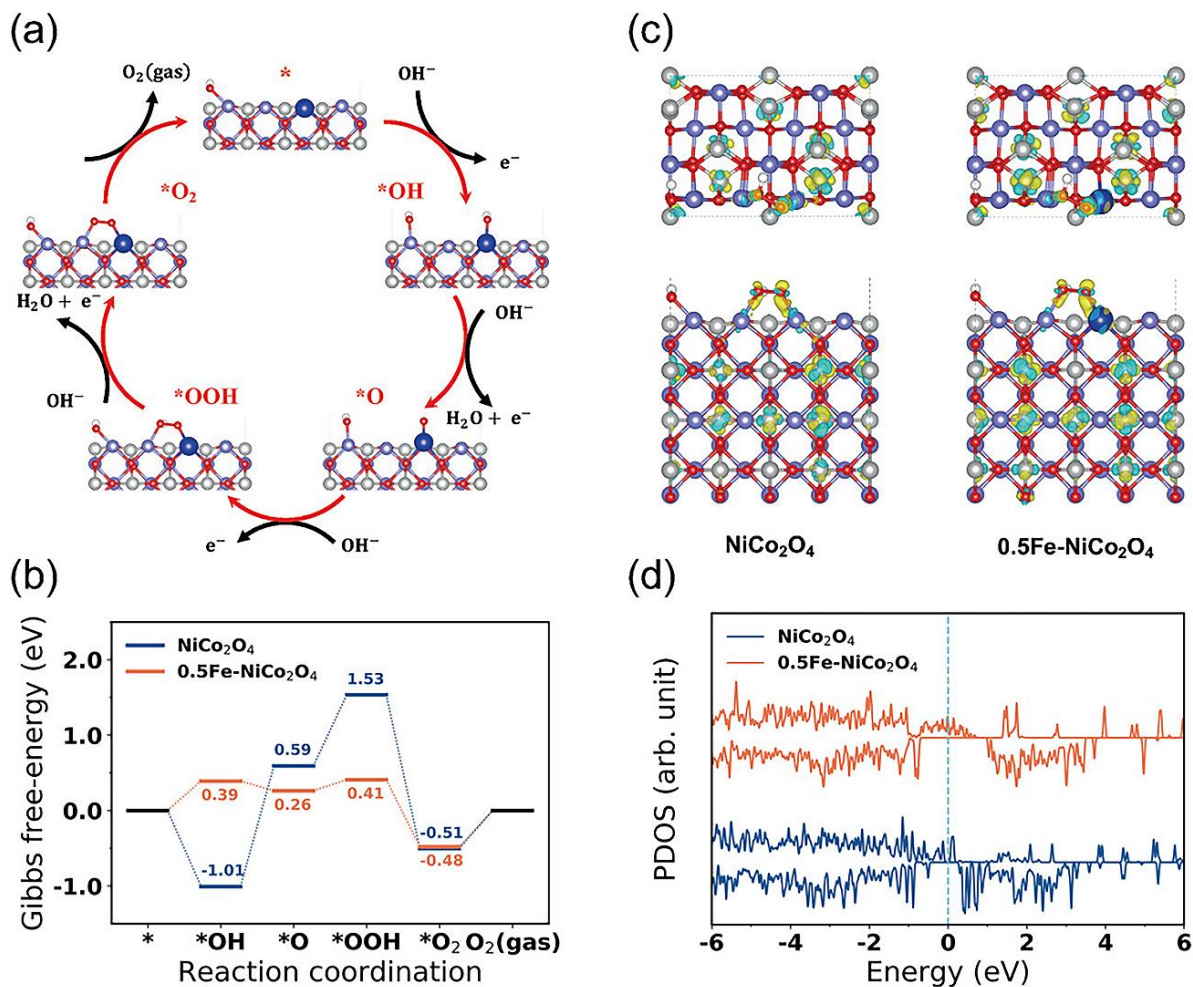 (a)
O₂(gas)
*
OH⁻
e⁻
*O₂
*OH
H₂O + e⁻
OH⁻
OH⁻
*OOH
*O
H₂O + e⁻
e⁻
OH⁻
(b)
Gibbs free-energy (eV)
2.0
1.0
0.0
-1.0
NiCo₂O₄
0.5Fe-NiCo₂O₄
1.53
0.59
0.39
0.26
0.41
-1.01
-0.51
-0.48
* *OH *O *OOH *O₂ O₂(gas)
Reaction coordination
(c)
NiCo₂O₄ 0.5Fe-NiCo₂O₄
(d)
PDOS (arb. unit)
NiCo₂O₄
0.5Fe-NiCo₂O₄
-6 -4 -2 0 2 4 6
Energy (eV)